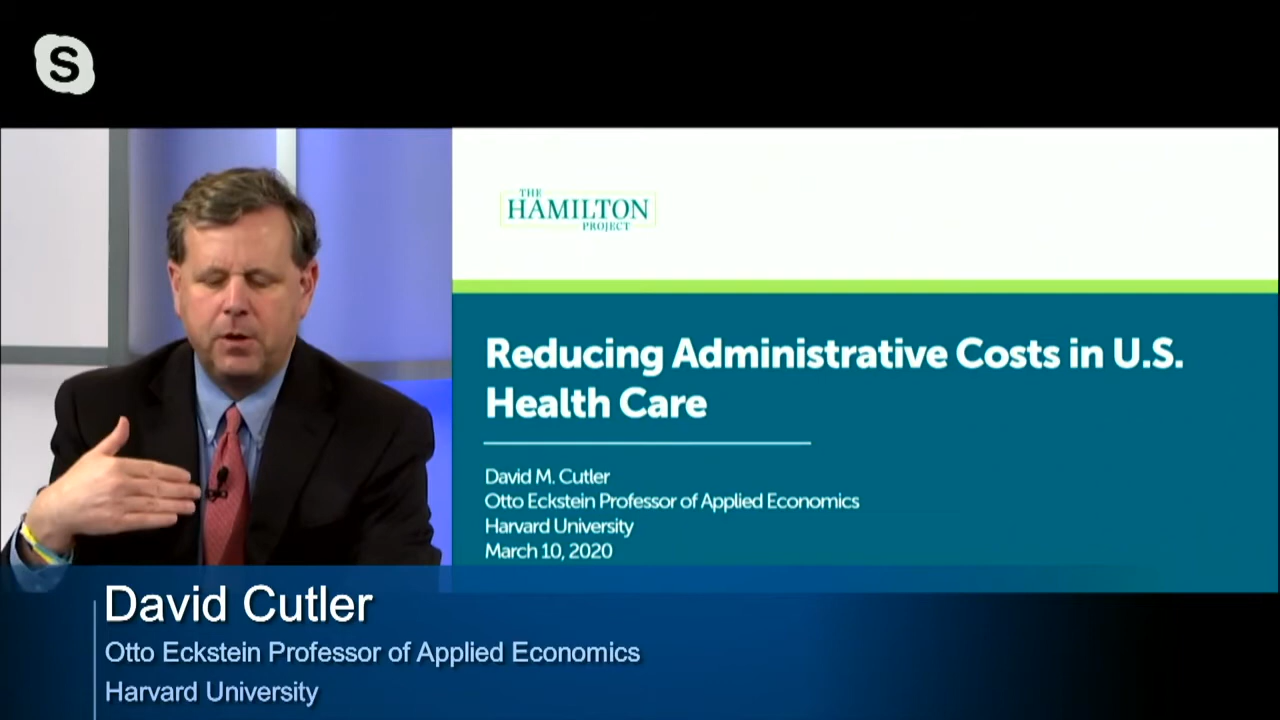 S
THE
HAMILTON
PROJECT
Reducing Administrative Costs in U.S.
Health Care
David M. Cutler
Otto Eckstein Professor of Applied Economics
Harvard University
March 10, 2020
David Cutler
Otto Eckstein Professor of Applied Economics
Harvard University